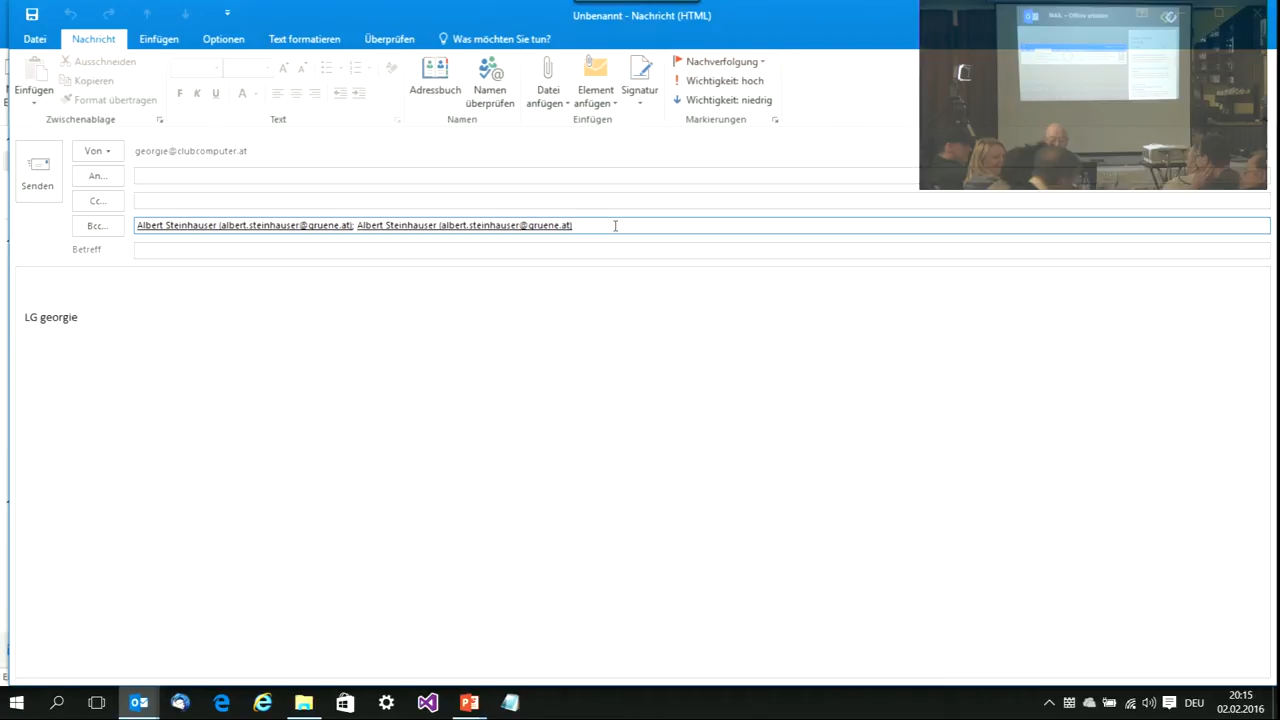 Unbenannt - Nachricht (HTML)
Datei Nachricht Einfügen Optionen Text formatieren Überprüfen Was möchten Sie tun?
Einfügen
Ausschneiden
Kopieren
Format übertragen
Zwischenablage
F K U A
Text
Adressbuch
Namen überprüfen
Namen
Datei anfügen
Element anfügen
Signatur
Einfügen
Nachverfolgung
Wichtigkeit: hoch
Wichtigkeit: niedrig
Markierungen
MAIL – Offline arbeiten
Senden
Von georgie@clubcomputer.at
An...
Cc...
Bcc... Albert Steinhauser (albert.steinhauser@gruene.at); Albert Steinhauser (albert.steinhauser@gruene.at)
Betreff
LG georgie
DEU
20:15
02.02.2016